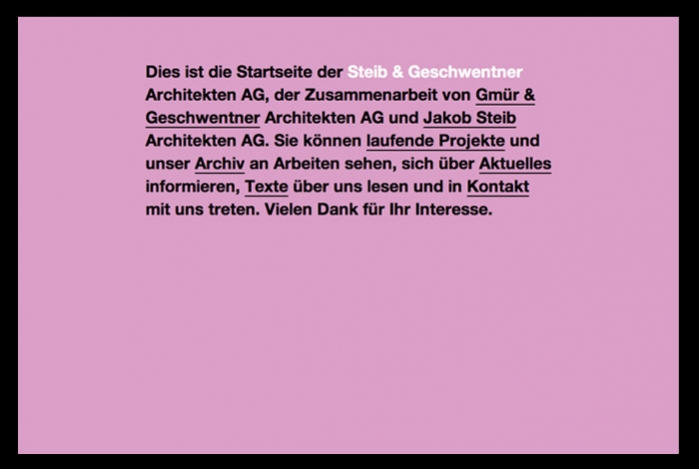 Dies ist die Startseite der Steib & Geschwentner
Architekten AG, der Zusammenarbeit von Gmür &
Geschwentner Architekten AG und Jakob Steib
Architekten AG. Sie können laufende Projekte und
unser Archiv an Arbeiten sehen, sich über Aktuelles
informieren, Texte über uns lesen und in Kontakt
mit uns treten. Vielen Dank für Ihr Interesse.